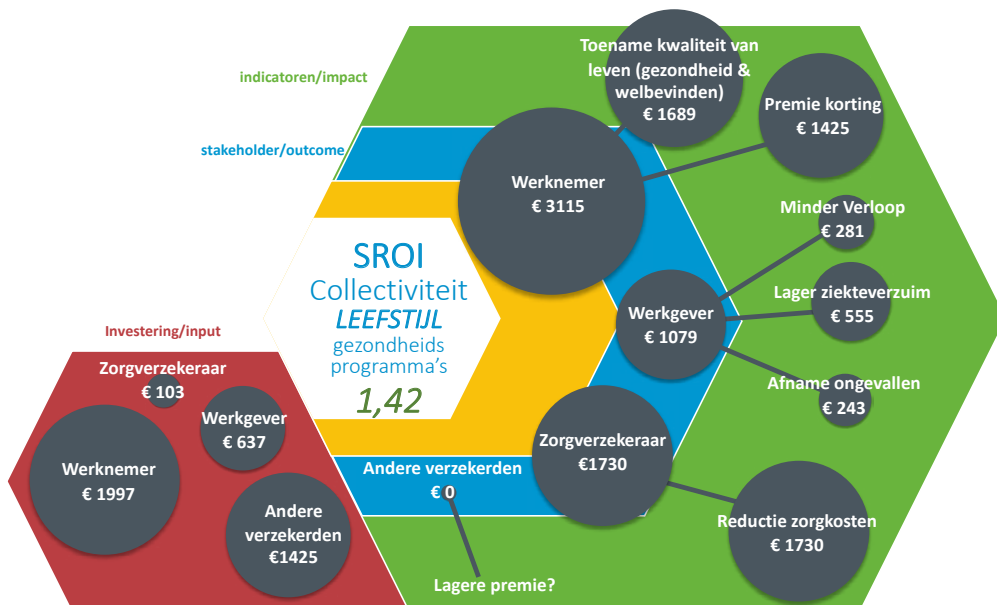 indicatoren/impact
Toename kwaliteit van
leven (gezondheid &
welbevinden)
€ 1689
Premie korting
€ 1425
stakeholder/outcome
Werknemer
€ 3115
Minder Verloop
€ 281
SROI
Collectiviteit
LEEFSTIJL
gezondheids
programma's
1,42
Werkgever
€ 1079
Lager ziekteverzuim
€ 555
Afname ongevallen
€ 243
Investering/input
Zorgverzekeraar
€ 103
Werkgever
€ 637
Werknemer
€ 1997
Andere
verzekerden
€1425
Zorgverzekeraar
€1730
Andere verzekerden
€ 0
Reductie zorgkosten
€ 1730
Lagere premie?